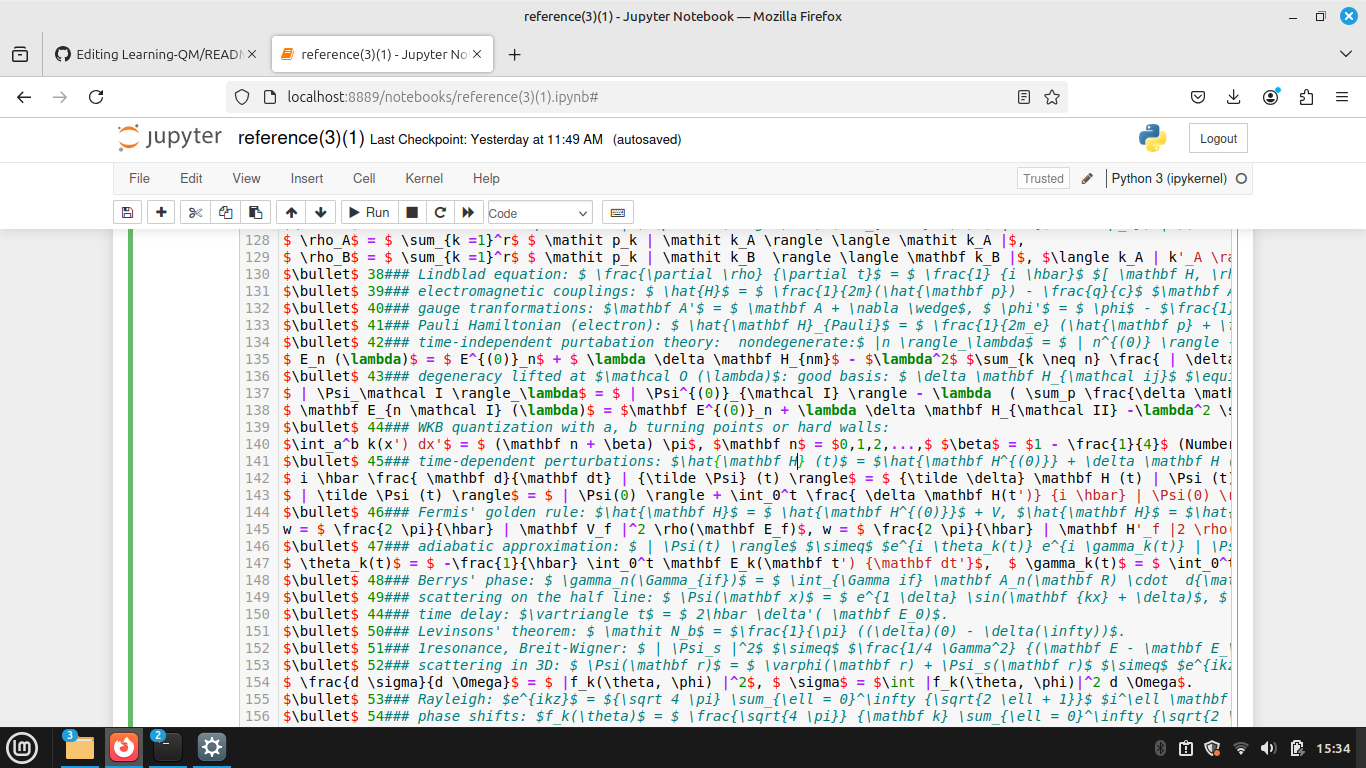 reference(3)(1) - Jupyter Notebook — Mozilla Firefox
Editing Learning-QM/READM
reference(3)(1) - Jupyter No
localhost:8889/notebooks/reference(3)(1).ipynb#
jupyter reference(3)(1) Last Checkpoint: Yesterday at 11:49 AM (autosaved)
Logout
File Edit View Insert Cell Kernel Help
Trusted Python 3 (ipykernel)
Run Code
128 $ \rho_A$ = $ \sum_{k =1}^r$ $ \mathit p_k | \mathit k_A \rangle \langle \mathit k_A |$,
129 $ \rho_B$ = $ \sum_{k =1}^r$ $ \mathit p_k | \mathit k_B  \rangle \langle \mathbf k_B |$, $\langle k_A | k'_A \ra
130 $\bullet$ 38### Lindblad equation: $ \frac{\partial \rho} {\partial t}$ = $ \frac{1} {i \hbar}$ $[ \mathbf H, \rh
131 $\bullet$ 39### electromagnetic couplings: $ \hat{H}$ = $ \frac{1}{2m}(\hat{\mathbf p}) - \frac{q}{c}$ $\mathbf A
132 $\bullet$ 40### gauge tranformations: $\mathbf A'$ = $ \mathbf A + \nabla \wedge$, $ \phi'$ = $ \phi$ - $\frac{1}
133 $\bullet$ 41### Pauli Hamiltonian (electron): $ \hat{\mathbf H}_{Pauli}$ = $ \frac{1}{2m_e} (\hat{\mathbf p} + \f
134 $\bullet$ 42### time-independent purtabation theory:  nondegenerate:$ |n \rangle_\lambda$ = $ | n^{(0)} \rangle -
135 $ E_n (\lambda)$ = $ E^{(0)}_n$ + $ \lambda \delta \mathbf H_{nm}$ - $\lambda^2$ $\sum_{k \neq n} \frac{ | \delta
136 $\bullet$ 43### degeneracy lifted at $\mathcal O (\lambda)$: good basis: $ \delta \mathbf H_{\mathcal ij}$ $\equi
137 $ | \Psi_\mathcal I \rangle_\lambda$ = $ | \Psi^{(0)}_{\mathcal I} \rangle - \lambda  ( \sum_p \frac{\delta \math
138 $ \mathbf E_{n \mathcal I} (\lambda)$ = $\mathbf E^{(0)}_n + \lambda \delta \mathbf H_{\mathcal II} -\lambda^2 \s
139 $\bullet$ 44### WKB quantization with a, b turning points or hard walls:
140 $\int_a^b k(x') dx'$ = $ (\mathbf n + \beta) \pi$, $\mathbf n$ = $0,1,2,...,$ $\beta$ = $1 - \frac{1}{4}$ (Number
141 $\bullet$ 45### time-dependent perturbations: $\hat{\mathbf H} (t)$ = $\hat{\mathbf H^{(0)}} + \delta \mathbf H (
142 $ i \hbar \frac{ \mathbf d}{\mathbf dt} | {\tilde \Psi} (t) \rangle$ = $ {\tilde \delta} \mathbf H (t) | \Psi (t)
143 $ | \tilde \Psi (t) \rangle$ = $ | \Psi(0) \rangle + \int_0^t \frac{ \delta \mathbf H(t')} {i \hbar} | \Psi(0) \r
144 $\bullet$ 46### Fermis' golden rule: $\hat{\mathbf H}$ = $ \hat{\mathbf H^{(0)}}$ + V, $\hat{\mathbf H}$ = $\hat{
145 w = $ \frac{2 \pi}{\hbar} | \mathbf V_f |^2 \rho(\mathbf E_f)$, w = $ \frac{2 \pi}{\hbar} | \mathbf H'_f |2 \rho(
146 $\bullet$ 47### adiabatic approximation: $ | \Psi(t) \rangle$ $\simeq$ $e^{i \theta_k(t)} e^{i \gamma_k(t)} | \Ps
147 $ \theta_k(t)$ = $ -\frac{1}{\hbar} \int_0^t \mathbf E_k(\mathbf t') {\mathbf dt'}$,  $ \gamma_k(t)$ = $ \int_0^t
148 $\bullet$ 48### Berrys' phase: $ \gamma_n(\Gamma_{if})$ = $ \int_{\Gamma if} \mathbf A_n(\mathbf R) \cdot  d{\mat
149 $\bullet$ 49### scattering on the half line: $ \Psi(\mathbf x)$ = $ e^{1 \delta} \sin(\mathbf {kx} + \delta)$, $
150 $\bullet$ 44### time delay: $\vartriangle t$ = $ 2\hbar \delta'( \mathbf E_0)$.
151 $\bullet$ 50### Levinsons' theorem: $ \mathit N_b$ = $\frac{1}{\pi} ((\delta)(0) - \delta(\infty))$.
152 $\bullet$ 51### 1resonance, Breit-Wigner: $ | \Psi_s |^2$ $\simeq$ $\frac{1/4 \Gamma^2} {(\mathbf E - \mathbf E_\
153 $\bullet$ 52### scattering in 3D: $ \Psi(\mathbf r)$ = $ \varphi(\mathbf r) + \Psi_s(\mathbf r)$ $\simeq$ $e^{ikz
154 $ \frac{d \sigma}{d \Omega}$ = $ |f_k(\theta, \phi) |^2$, $ \sigma$ = $\int |f_k(\theta, \phi)|^2 d \Omega$.
155 $\bullet$ 53### Rayleigh: $e^{ikz}$ = ${\sqrt 4 \pi} \sum_{\ell = 0}^\infty {\sqrt{2 \ell + 1}}$ $i^\ell \mathbf
156 $\bullet$ 54### phase shifts: $f_k(\theta)$ = $ \frac{\sqrt{4 \pi}} {\mathbf k} \sum_{\ell = 0}^\infty {\sqrt{2 \
3 2 15:34